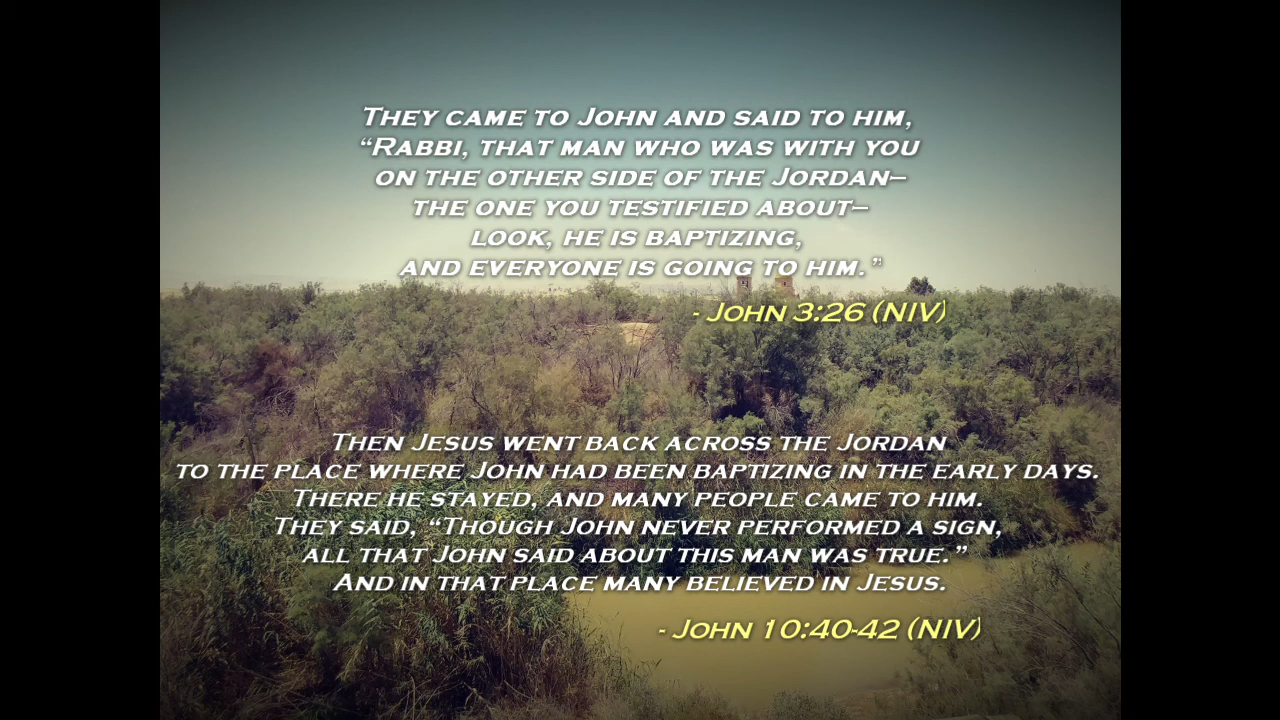 They came to John and said to him,
“Rabbi, that man who was with you
on the other side of the Jordan–
the one you testified about–
look, he is baptizing,
and everyone is going to him.”
- John 3:26 (NIV)
Then Jesus went back across the Jordan
to the place where John had been baptizing in the early days.
There he stayed, and many people came to him.
They said, “Though John never performed a sign,
all that John said about this man was true.”
And in that place many believed in Jesus.
- John 10:40-42 (NIV)